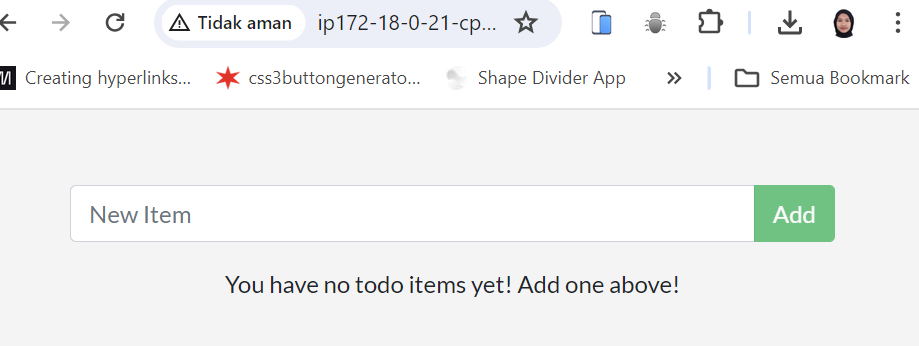 Tidak aman
ip172-18-0-21-cp...
Creating hyperlinks...
css3buttongenerato...
Shape Divider App
Semua Bookmark
New Item
Add
You have no todo items yet! Add one above!